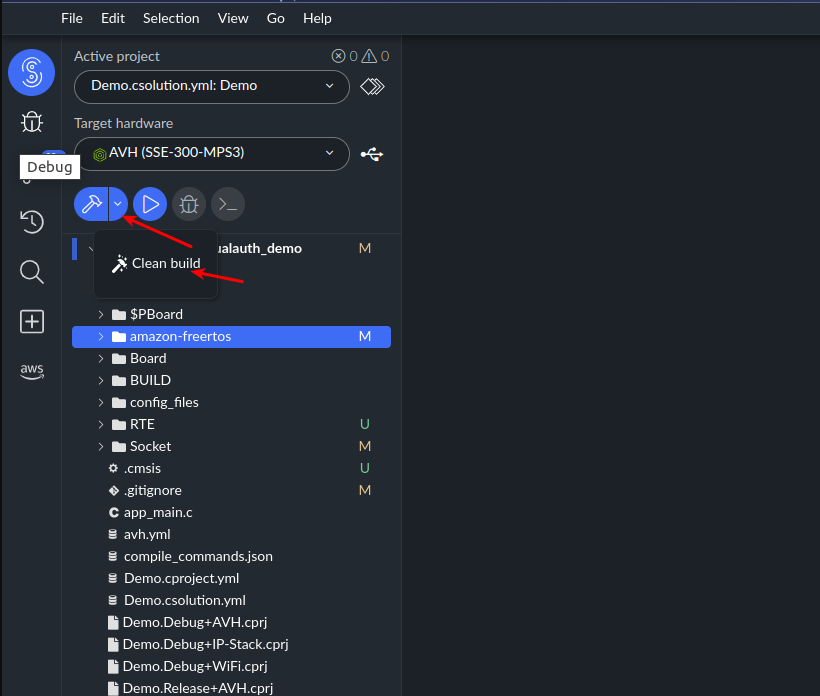 File Edit Selection View Go Help
Active project 0 0
Demo.csolution.yml: Demo
Target hardware
AVH (SSE-300-MPS3)
Debug
ualauth_demo M
Clean build
$PBoard
amazon-freertos M
Board
BUILD
config_files
RTE U
Socket M
.cmsis U
.gitignore M
app_main.c
avh.yml
compile_commands.json
Demo.cproject.yml
Demo.csolution.yml
Demo.Debug+AVH.cprj
Demo.Debug+IP-Stack.cprj
Demo.Debug+WiFi.cprj
Demo.Release+AVH.cprj
aws